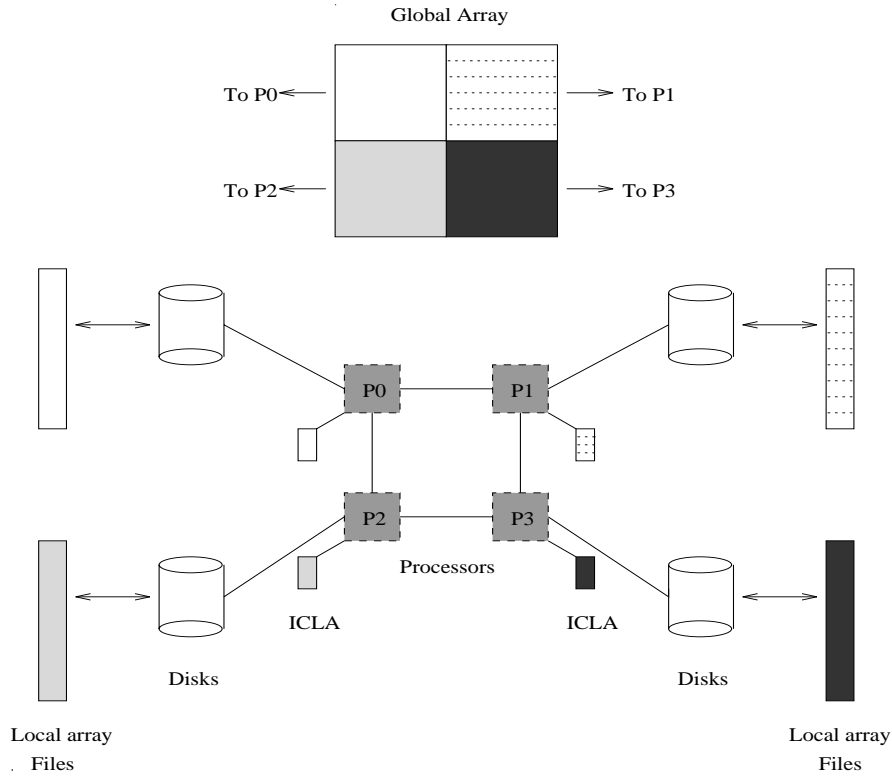 Global Array
To P0
To P1
To P2
To P3
P0
P1
P2
P3
Processors
ICLA
ICLA
Disks
Disks
Local array
Files
Local array
Files